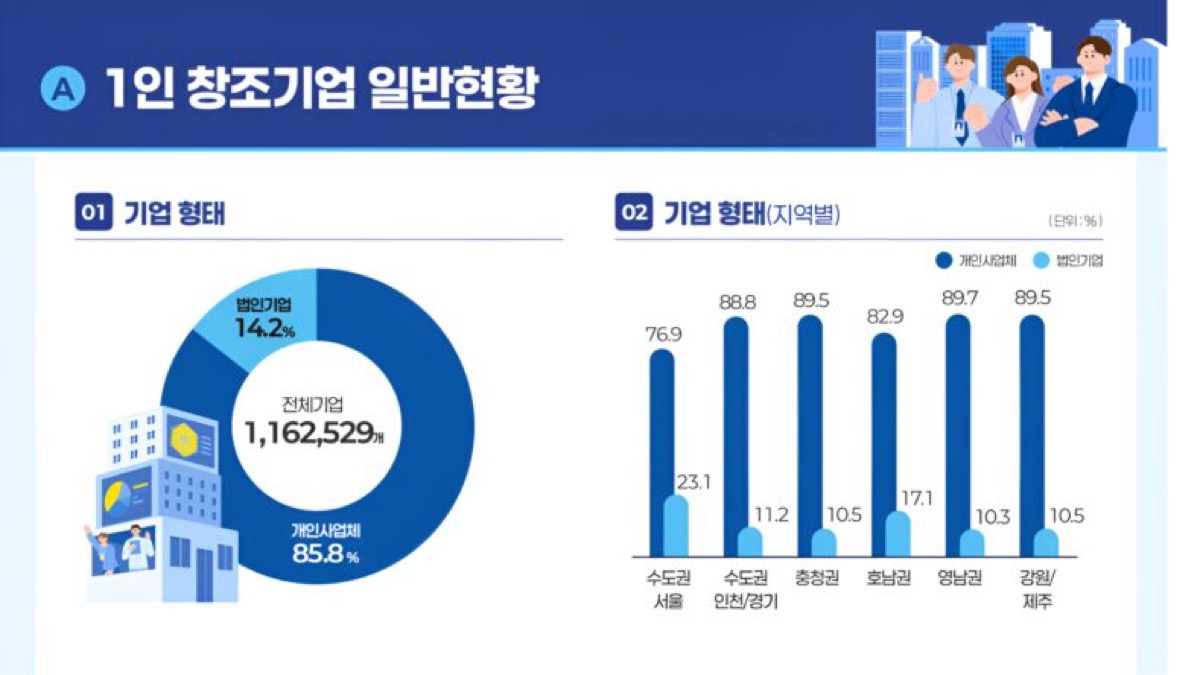 A 1인 창조기업 일반현황
01 기업 형태
법인기업
14.2%
전체기업
1,162,529개
개인사업체
85.8%
02 기업 형태(지역별)
(단위:%)
개인사업체 법인기업
76.9 88.8 89.5 82.9 89.7 89.5
23.1 11.2 10.5 17.1 10.3 10.5
수도권 수도권 충청권 호남권 영남권 강원/
서울 인천/경기 제주